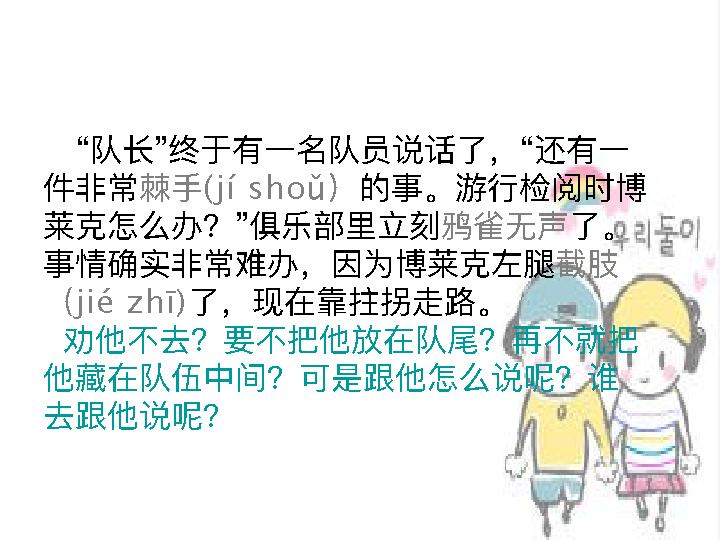 “队长”终于有一名队员说话了，“还有一
件非常棘手(jí shoǔ）的事。游行检阅时博
莱克怎么办？”俱乐部里立刻鸦雀无声了。
事情确实非常难办，因为博莱克左腿截肢
（jié zhī)了，现在靠拄拐走路。
劝他不去？要不把他放在队尾？再不就把
他藏在队伍中间？可是跟他怎么说呢？谁
去跟他说呢？
우리둘이